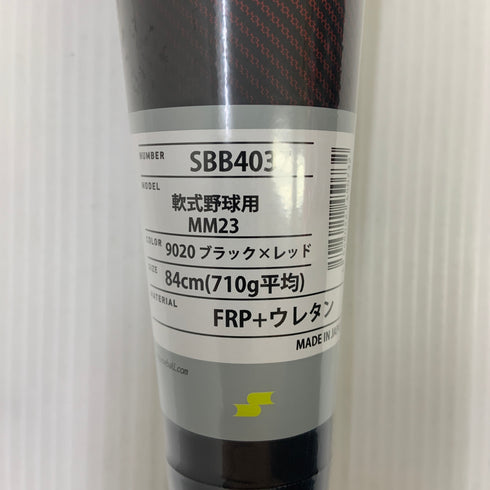 NUMBER SBB403
MODEL
軟式野球用
MM23
COLOR 9020 ブラック×レッド
SIZE 84cm(710g平均)
MATERIAL
FRP+ウレタン
MADE IN JAPA